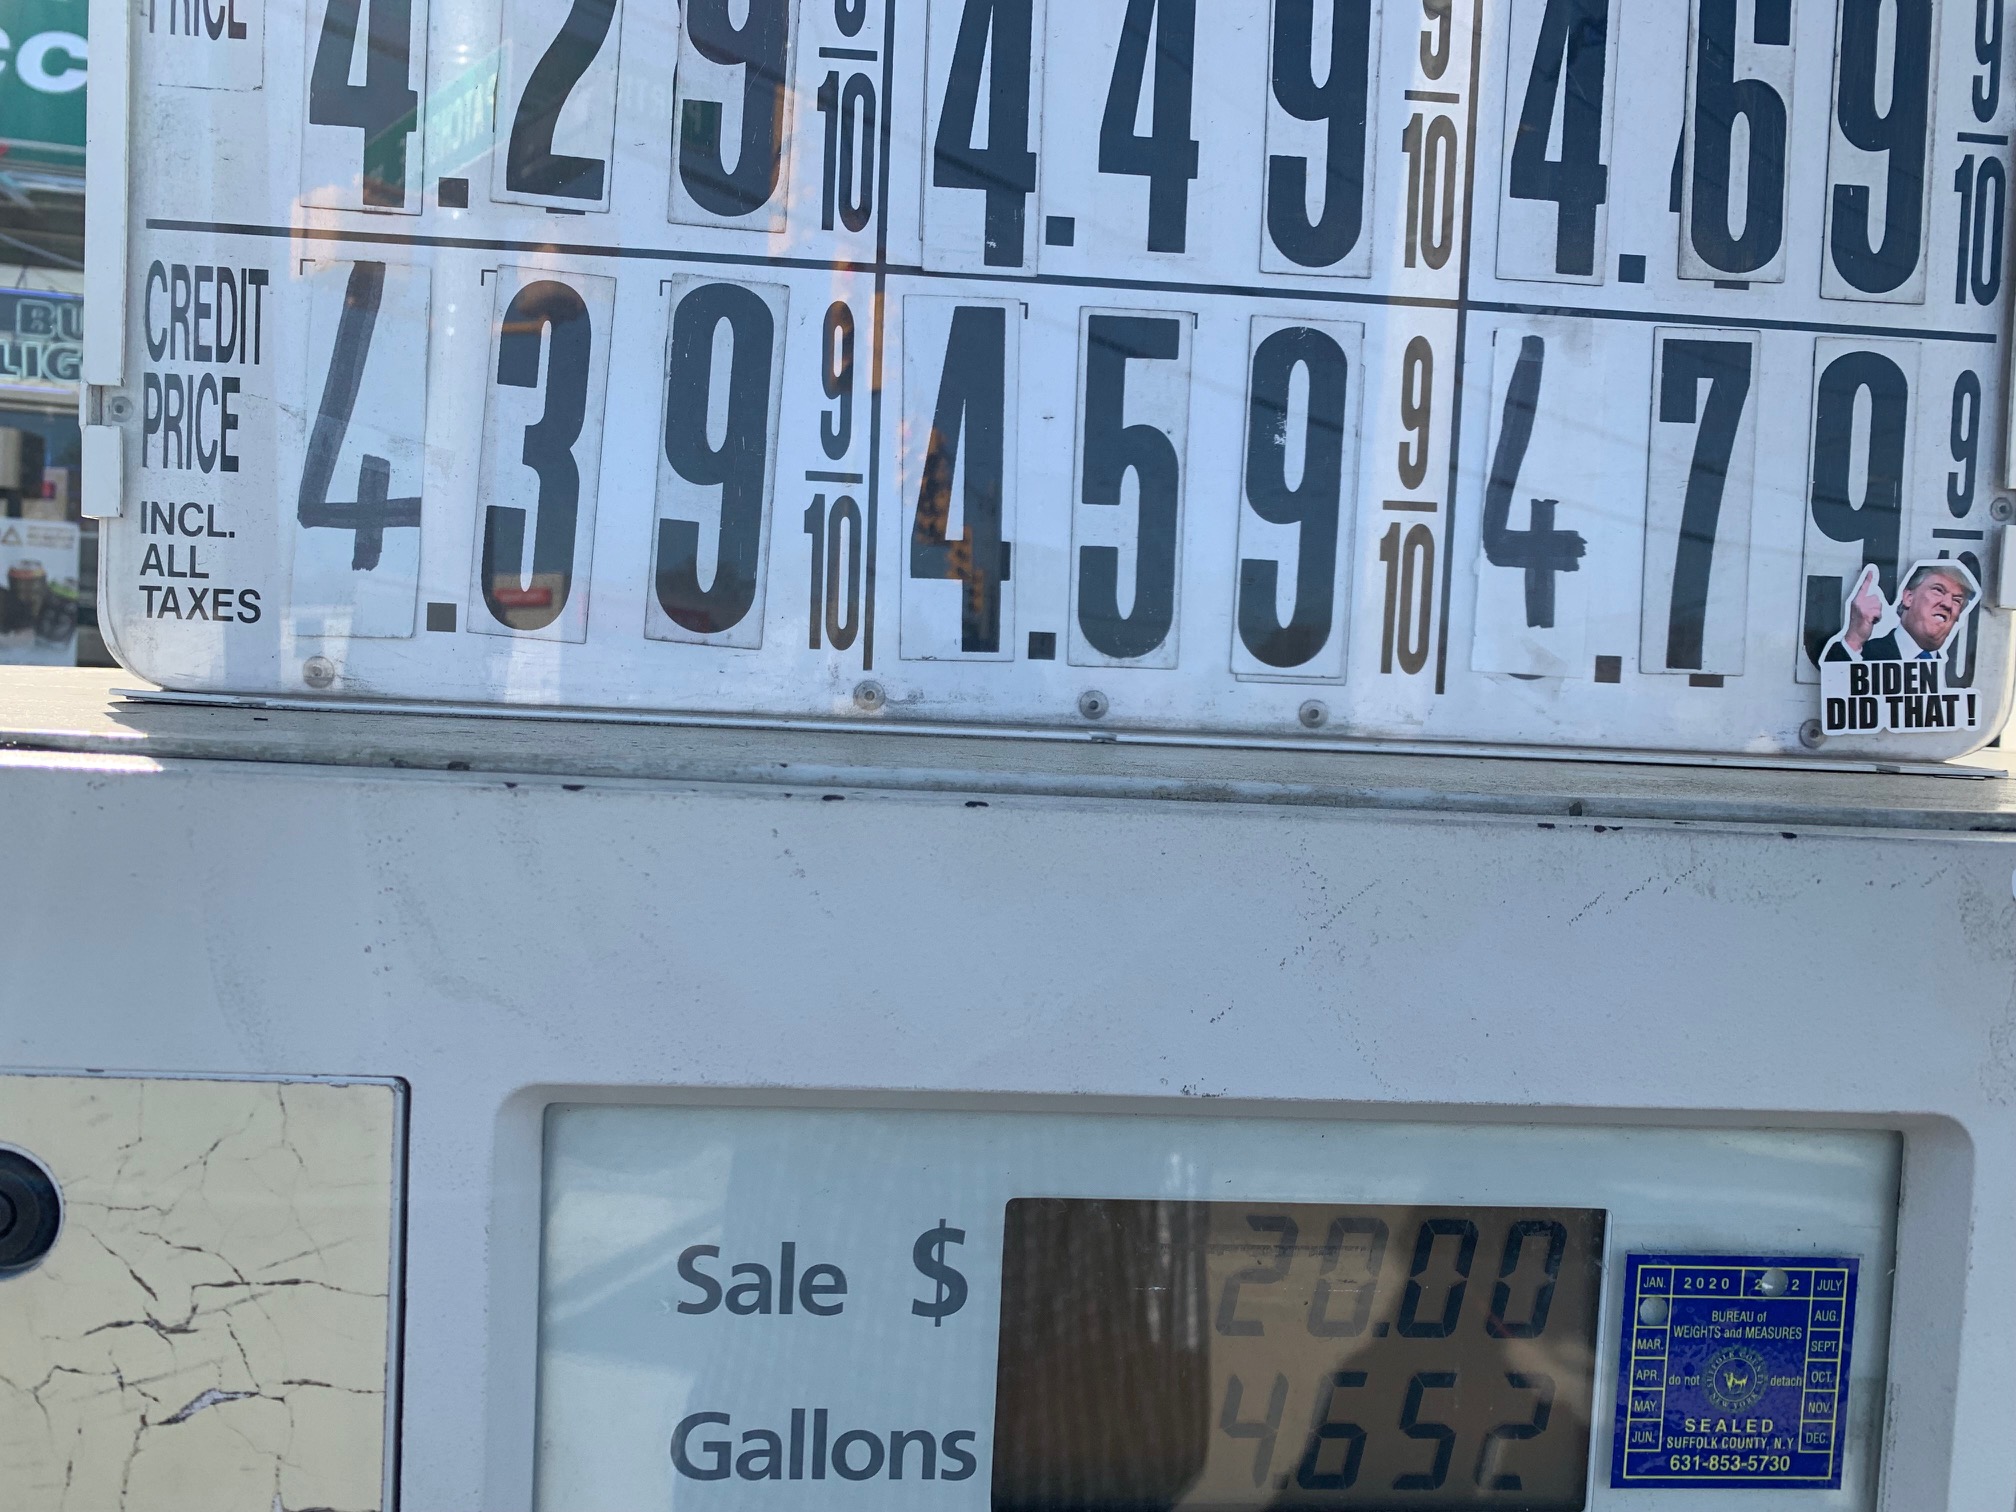 PRICE
4.29 9/10 4.49 9/10 4.69 9/10
CC
CREDIT
PRICE
INCL.
ALL
TAXES
4.39 9/10 4.59 9/10 4.79 9/10
BU
LIG
BIDEN
DID THAT !
Sale $ 20.00
Gallons 4.652
JAN. 2020 JULY
BUREAU of
WEIGHTS and MEASURES
AUG.
MAR. SEPT.
APR. do not detach OCT.
MAY. NOV.
JUN. SEALED DEC.
SUFFOLK COUNTY, N.Y
631-853-5730